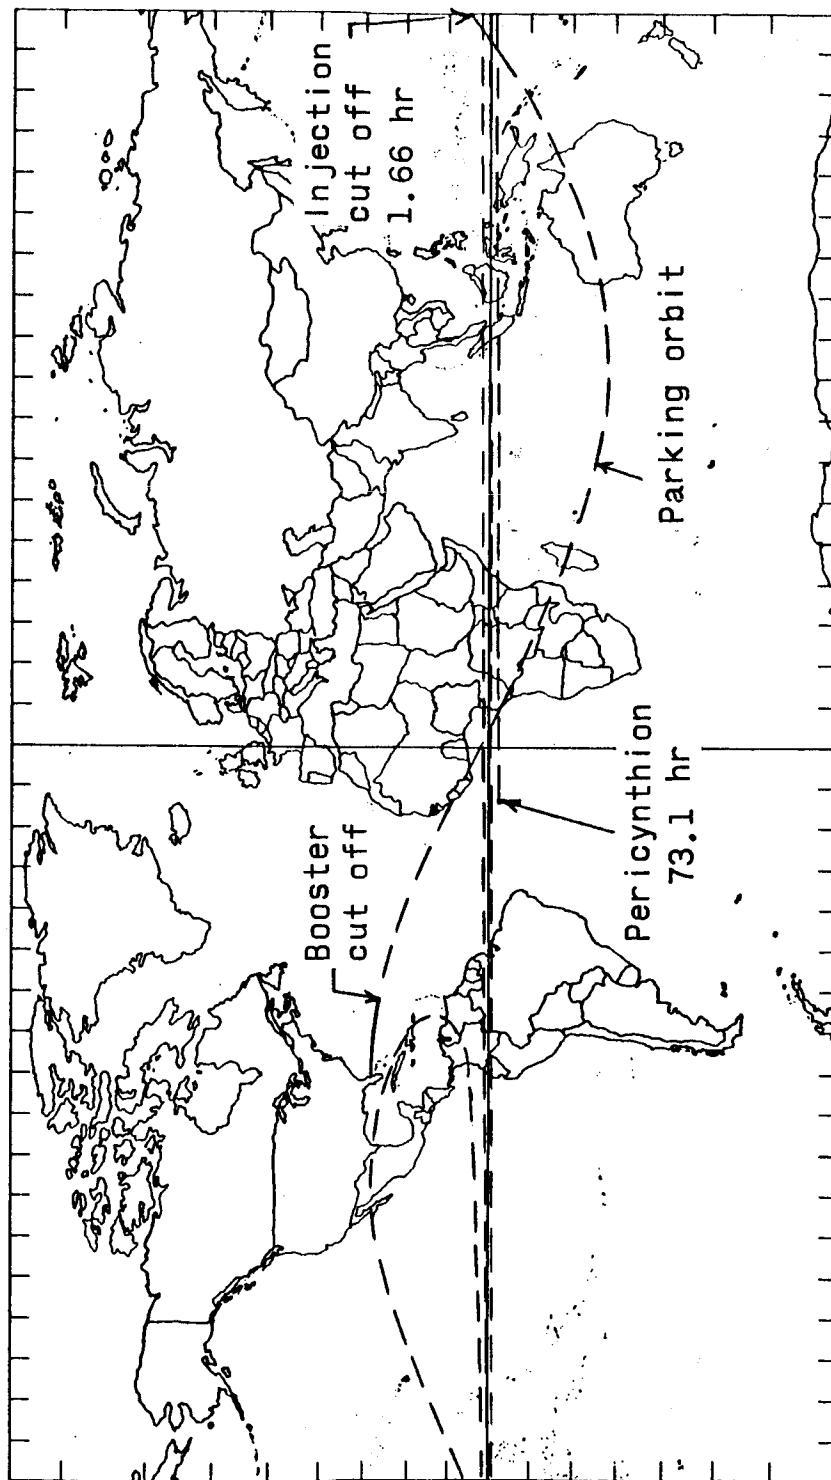 Booster
cut off
Injection
cut off
1.66 hr
Pericynthion
73.1 hr
Parking orbit